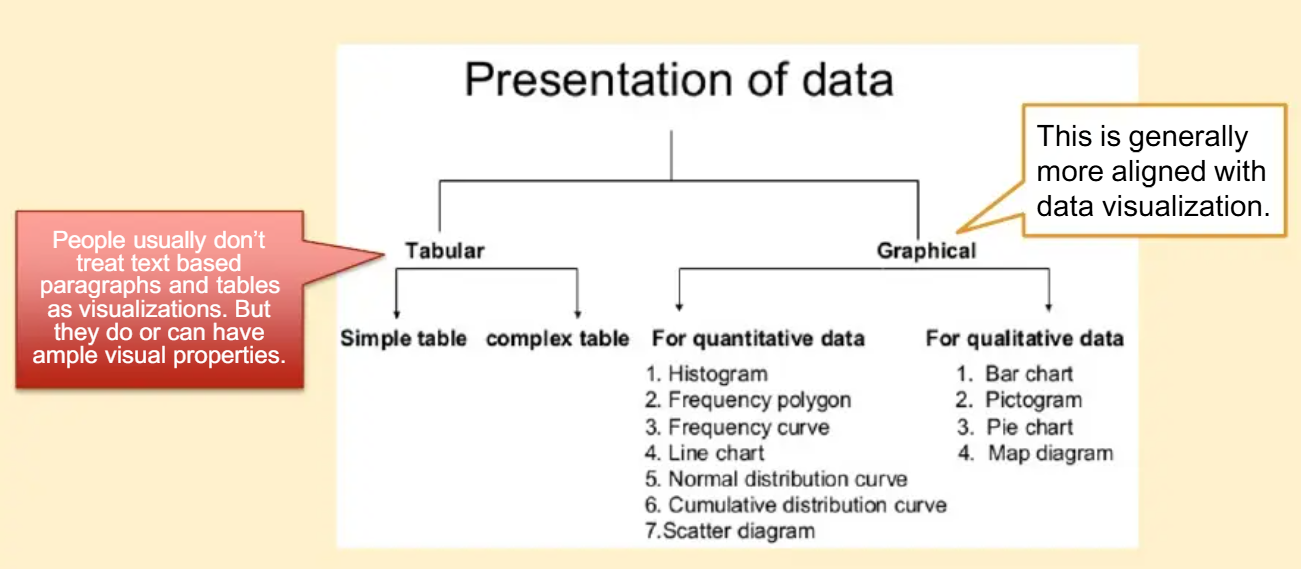 Presentation of data
This is generally
more aligned with
data visualization.
People usually don’t
treat text based
paragraphs and tables
as visualizations. But
they do or can have
ample visual properties.
Tabular
Graphical
Simple table
complex table
For quantitative data
1. Histogram
2. Frequency polygon
3. Frequency curve
4. Line chart
5. Normal distribution curve
6. Cumulative distribution curve
7.Scatter diagram
For qualitative data
1. Bar chart
2. Pictogram
3. Pie chart
4. Map diagram